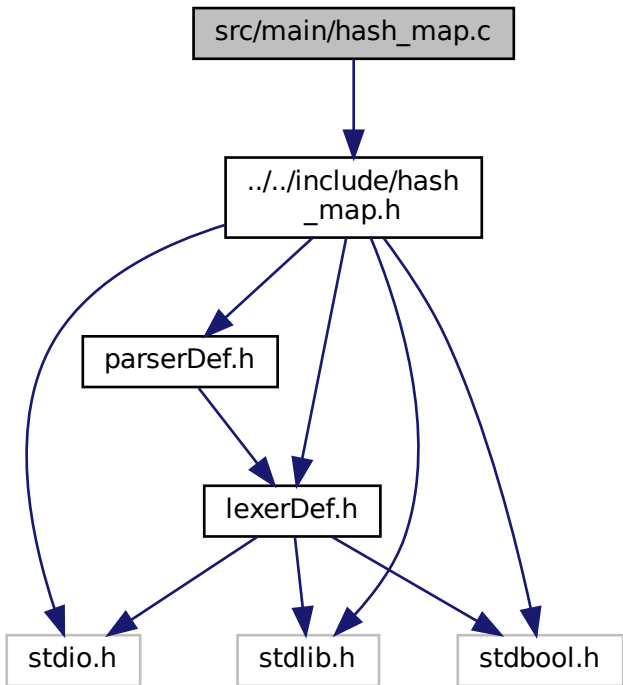 src/main/hash_map.c
../../include/hash
_map.h
parserDef.h
lexerDef.h
stdio.h
stdlib.h
stdbool.h